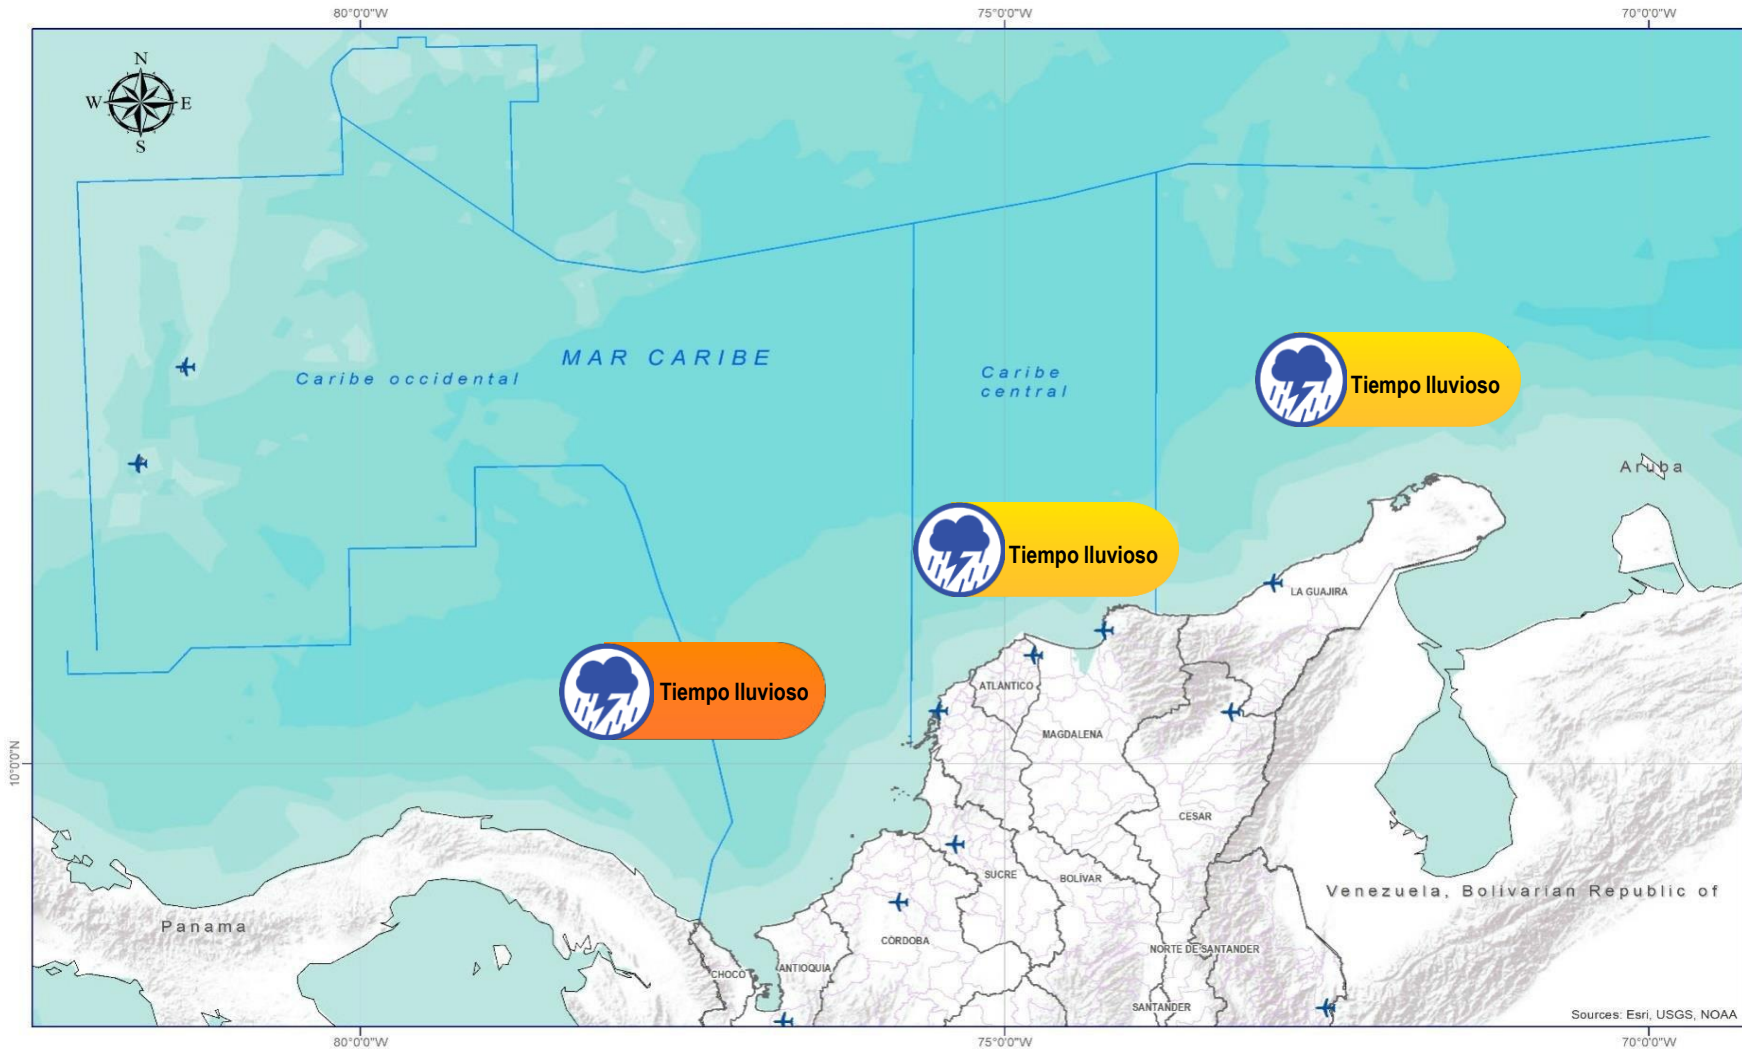 80°0'0"W
75°0'0"W
70°0'0"W
N
W
E
S
MAR CARIBE
Caribe occidental
Caribe
central
Tiempo lluvioso
Aruba
Tiempo lluvioso
LA GUAJIRA
Tiempo lluvioso
ATLANTICO
MAGDALENA
10°0'0"N
CESAR
SUCRE
BOLÍVAR
Venezuela, Bolivarian Republic of
Panama
CÓRDOBA
NORTE DE SANTANDER
CHOCO
ANTIOQUIA
SANTANDER
Sources: Esri, USGS, NOAA
80°0'0"W
75°0'0"W
70°0'0"W